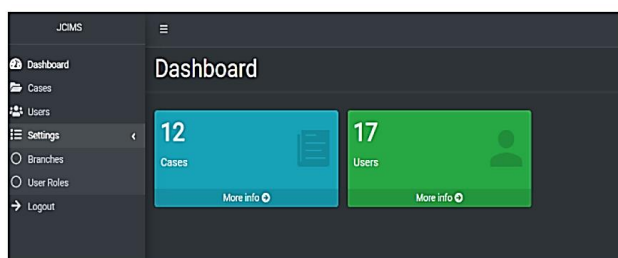 JCIMS
Dashboard
Cases
Users
Settings
Branches
User Roles
Logout
Dashboard
12
Cases
More info
17
Users
More info